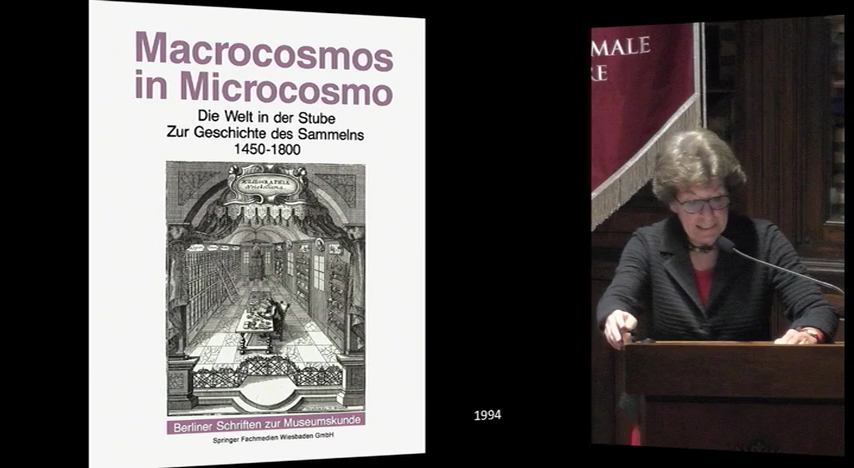 Macrocosmos
in Microcosmo
Die Welt in der Stube
Zur Geschichte des Sammelns
1450-1800
Berliner Schriften zur Museumskunde
Springer Fachmedien Wiesbaden GmbH
1994
MALE
RE